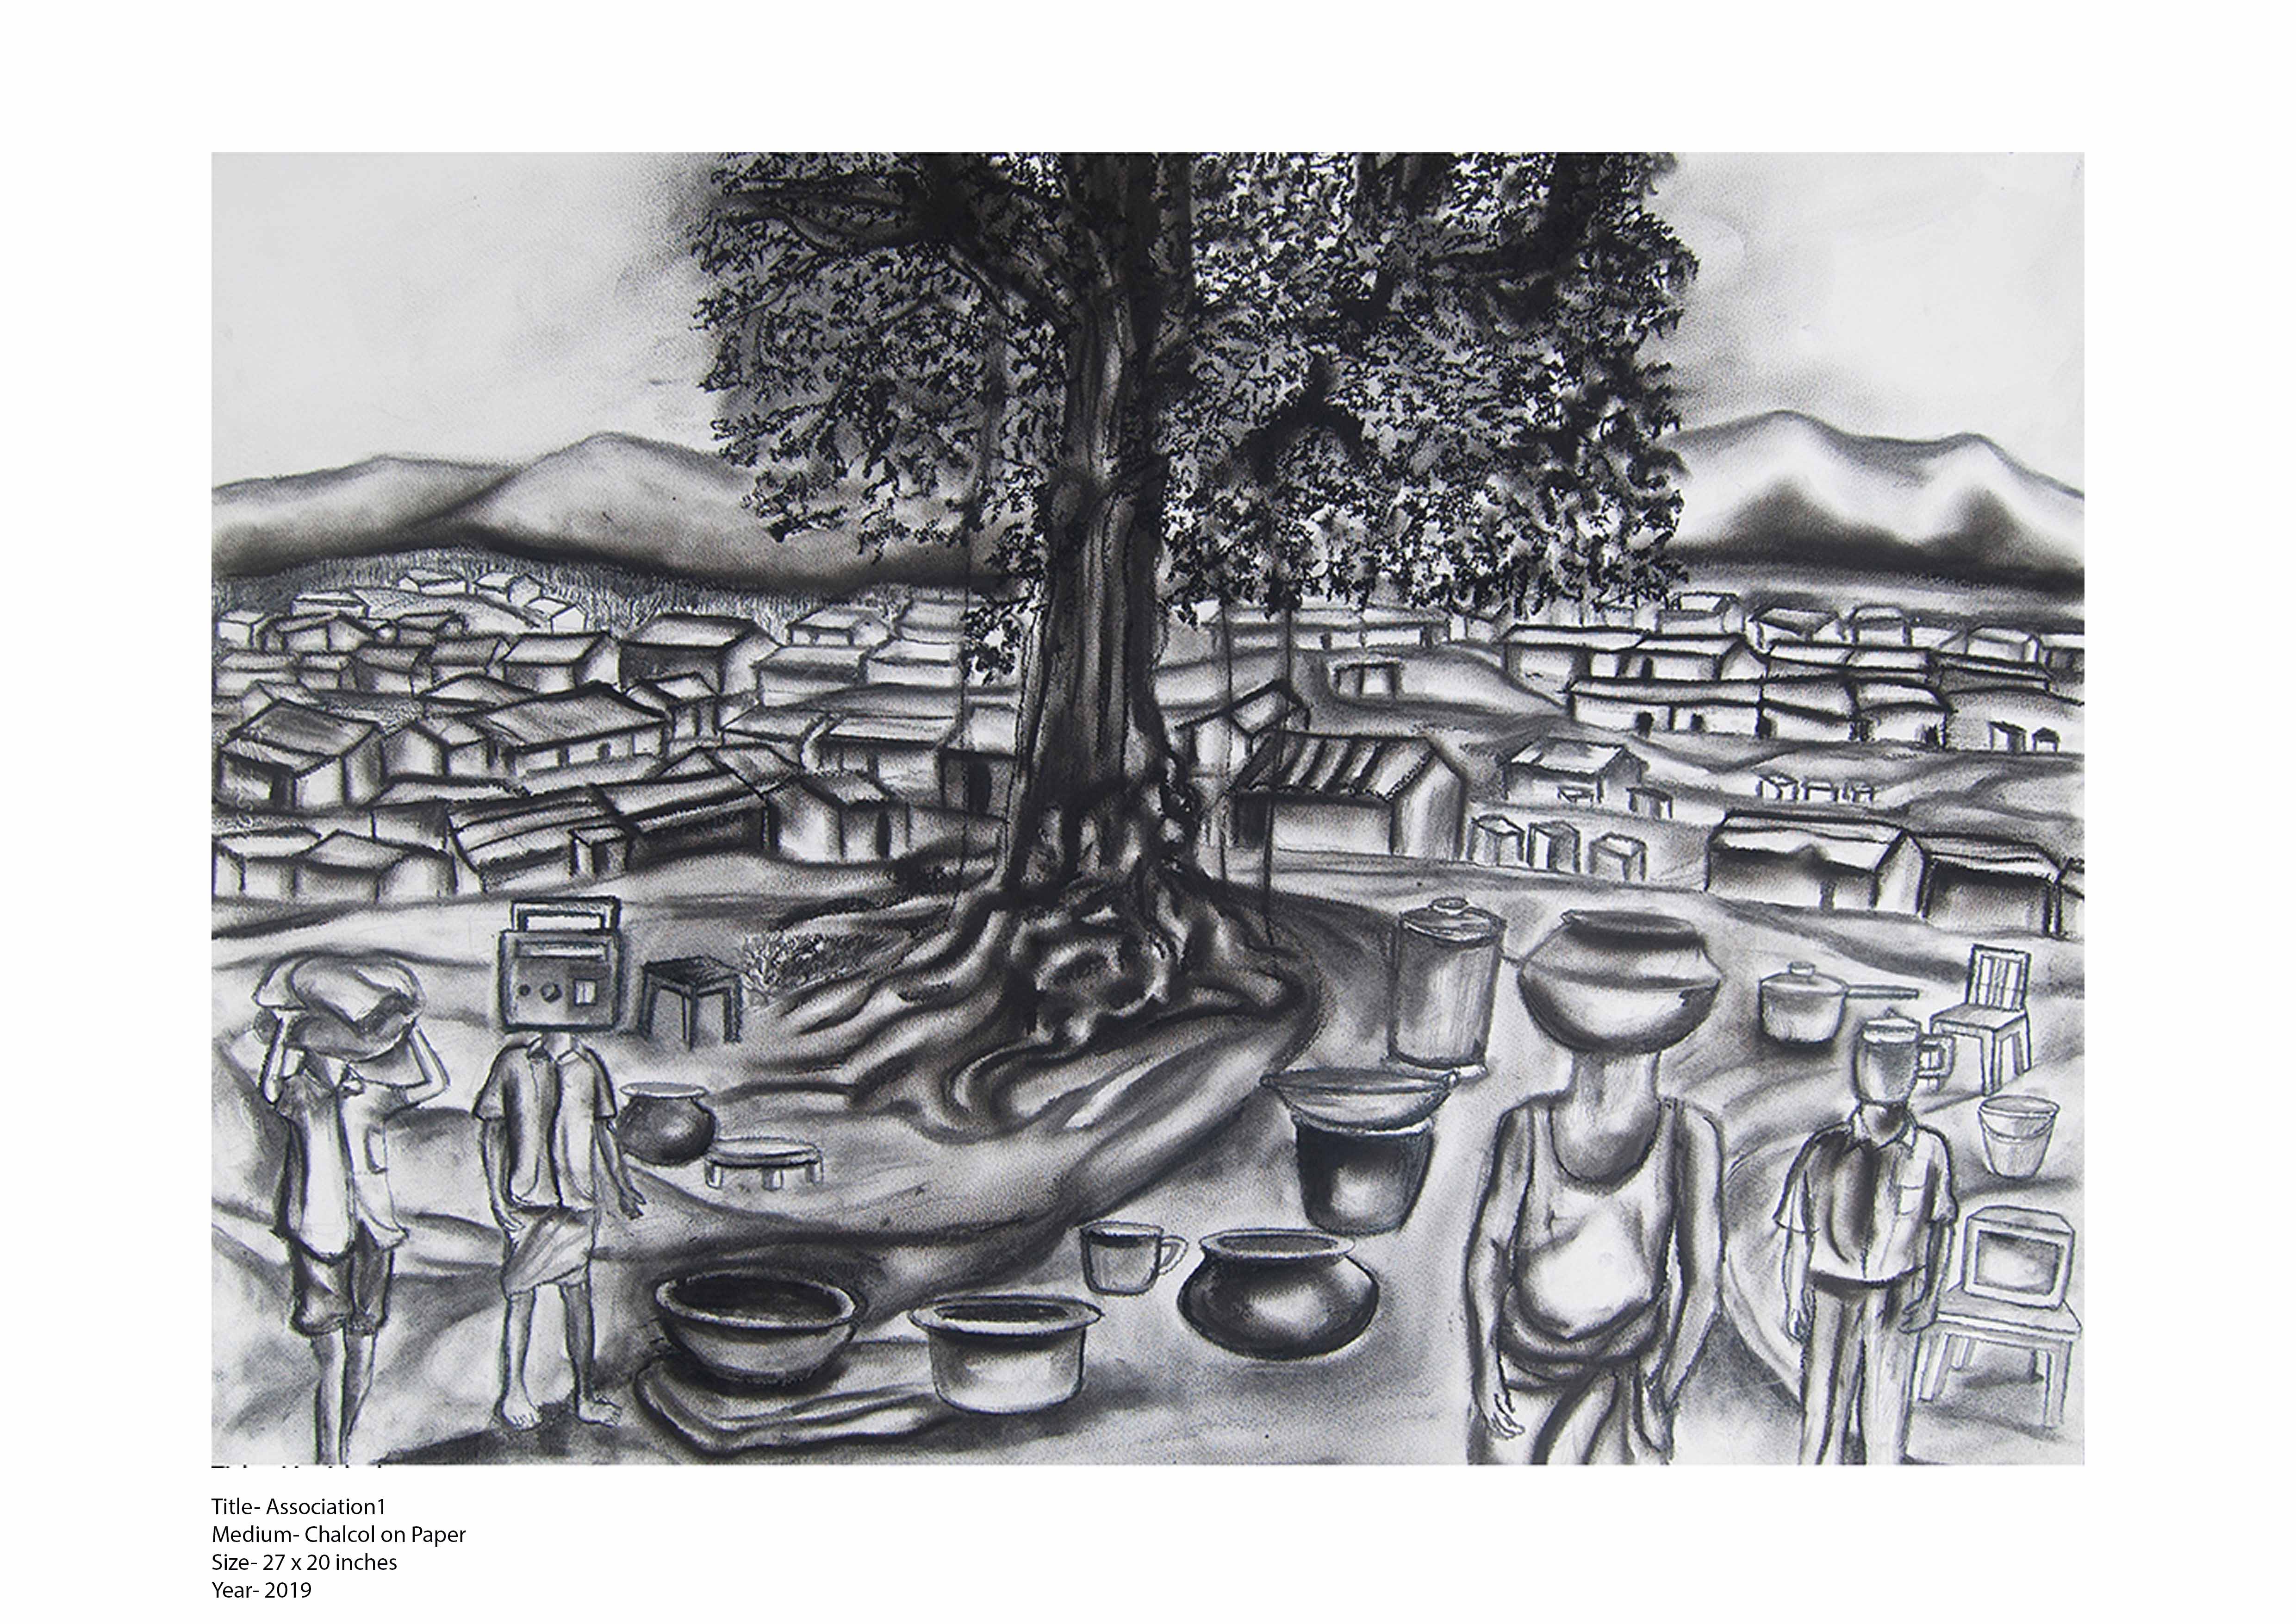 Title- Association1
Medium- Chalcol on Paper
Size- 27 x 20 inches
Year- 2019